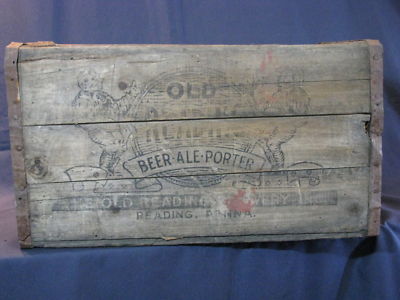 OLD
READING
BEER · ALE · PORTER
OLD READING BREWERY INC.
READING, PENNA.